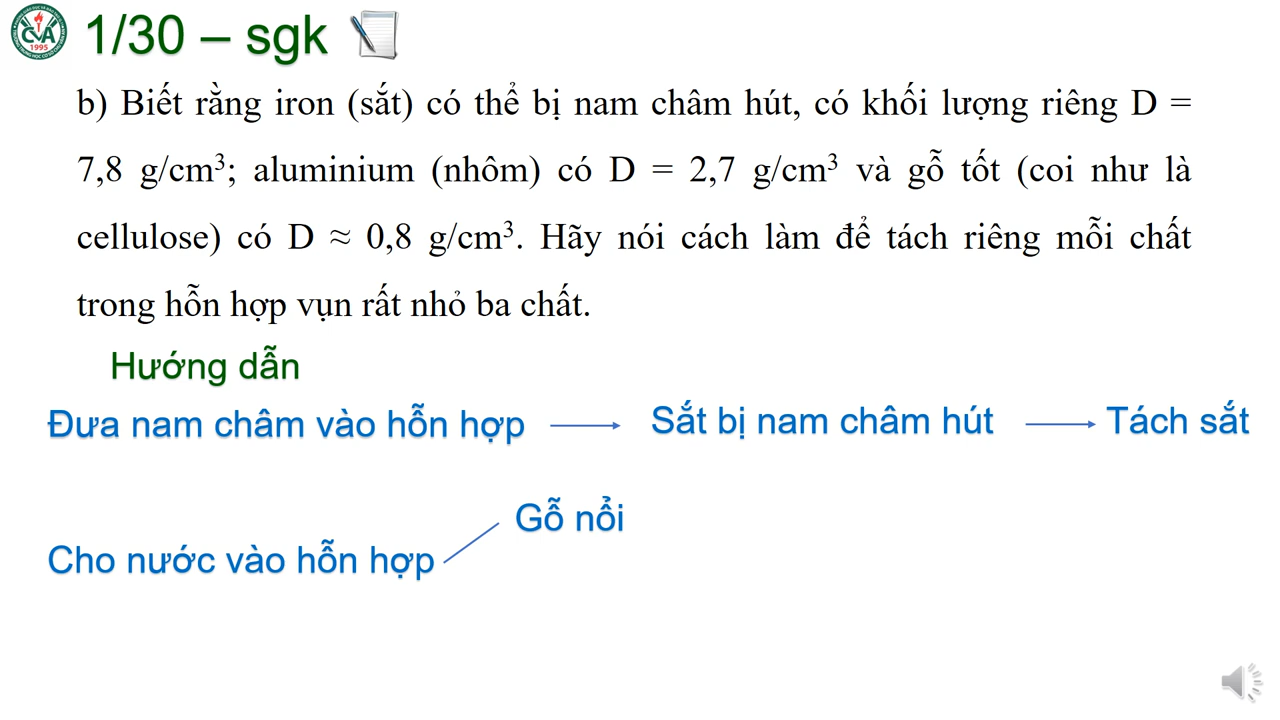 CVA
1995
1/30 – sgk
b) Biết rằng iron (sắt) có thể bị nam châm hút, có khối lượng riêng D =
7,8 g/cm³; aluminium (nhôm) có D = 2,7 g/cm³ và gỗ tốt (coi như là
cellulose) có D ≈ 0,8 g/cm³. Hãy nói cách làm để tách riêng mỗi chất
trong hỗn hợp vụn rất nhỏ ba chất.
Hướng dẫn
Đưa nam châm vào hỗn hợp
Sắt bị nam châm hút
Tách sắt
Gỗ nổi
Cho nước vào hỗn hợp